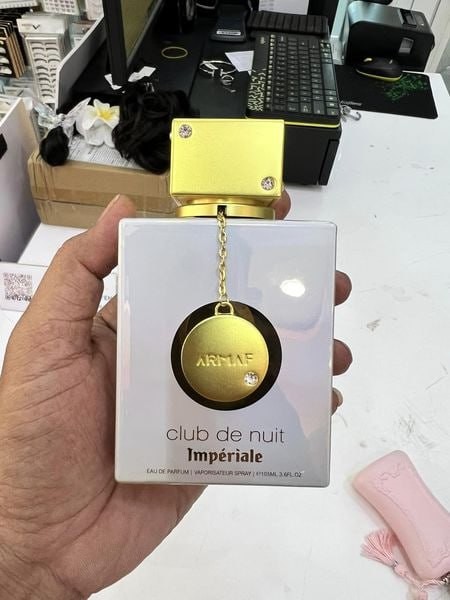 ARMAF
club de nuit
Impériale
EAU DE PARFUM | VAPORISATEUR SPRAY | ℮105ML 3.6FL.OZ